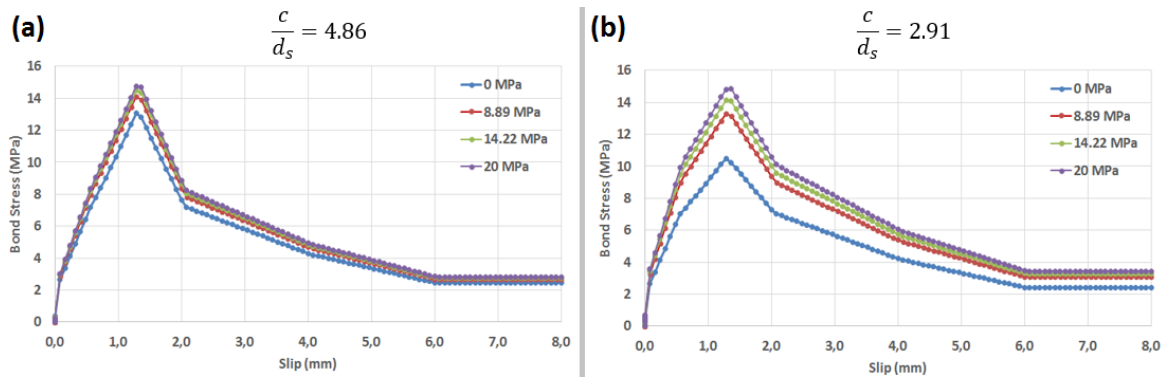 (a)
c/d_s = 4.86
16
14
12
10
8
6
4
2
0
Bond Stress (MPa)
0,0 1,0 2,0 3,0 4,0 5,0 6,0 7,0 8,0
Slip (mm)
0 MPa
8.89 MPa
14.22 MPa
20 MPa
(b)
c/d_s = 2.91
16
14
12
10
8
6
4
2
0
Bond Stress (MPa)
0,0 1,0 2,0 3,0 4,0 5,0 6,0 7,0 8,0
Slip (mm)
0 MPa
8.89 MPa
14.22 MPa
20 MPa